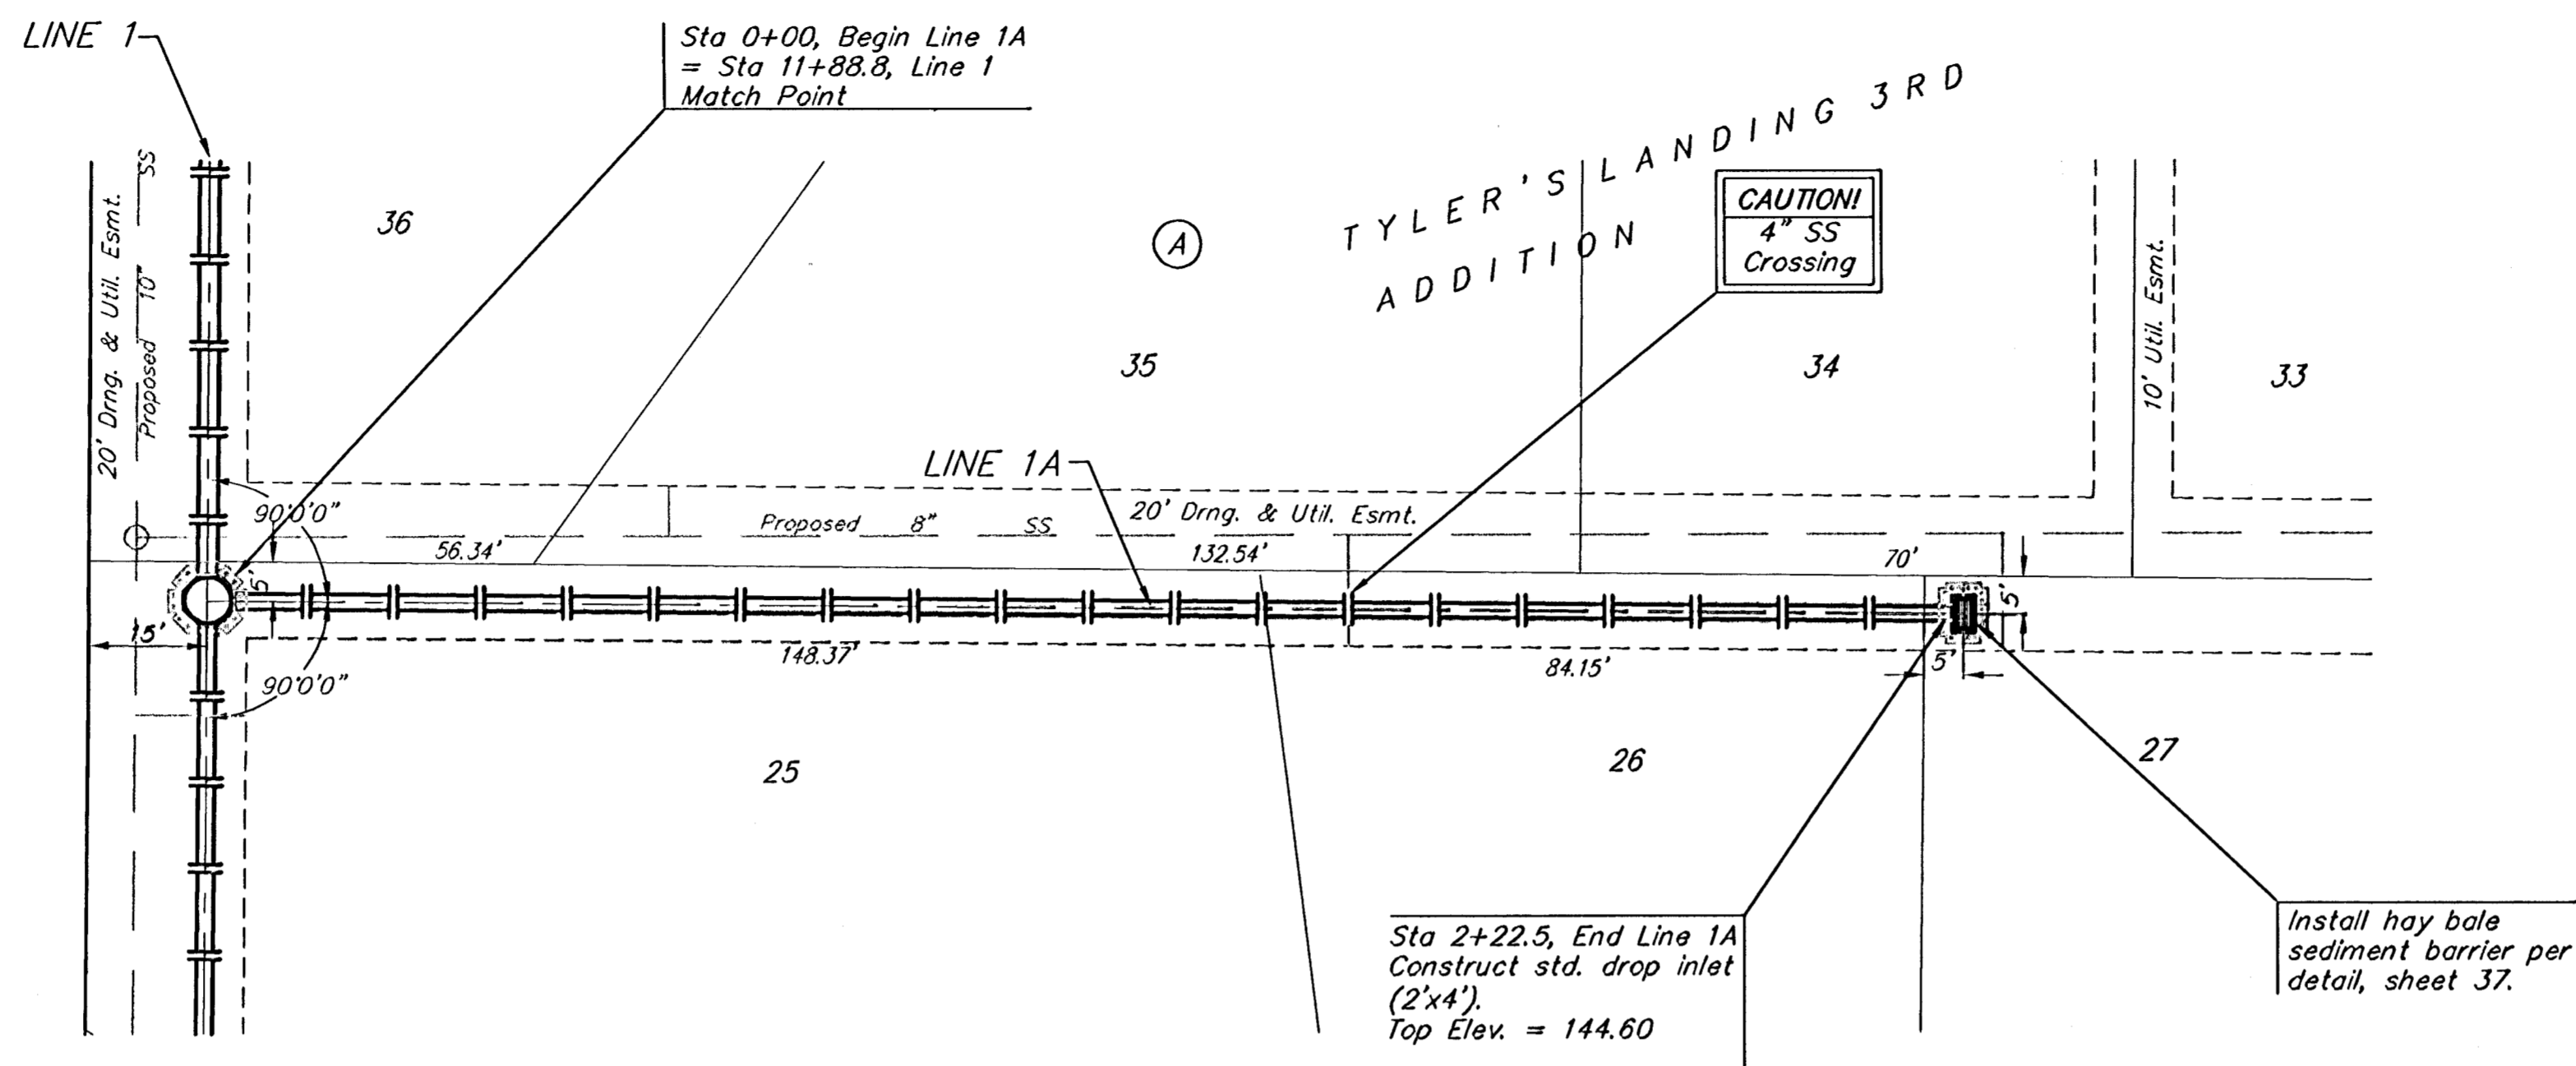 LINE 1
Sta 0+00, Begin Line 1A
= Sta 11+88.8, Line 1
Match Point
TYLER'S LANDING 3RD
ADDITION
CAUTION!
4" SS
Crossing
20' Drng. & Util. Esmt.
Proposed 10" SS
36
A
35
34
10' Util. Esmt.
33
LINE 1A
90°0'0"
Proposed 8" SS
20' Drng. & Util. Esmt.
56.34'
132.54'
70'
5'
5'
15'
148.37'
84.15'
5'
90°0'0"
25
26
27
Sta 2+22.5, End Line 1A
Construct std. drop inlet
(2'x4').
Top Elev. = 144.60
Install hay bale
sediment barrier per
detail, sheet 37.